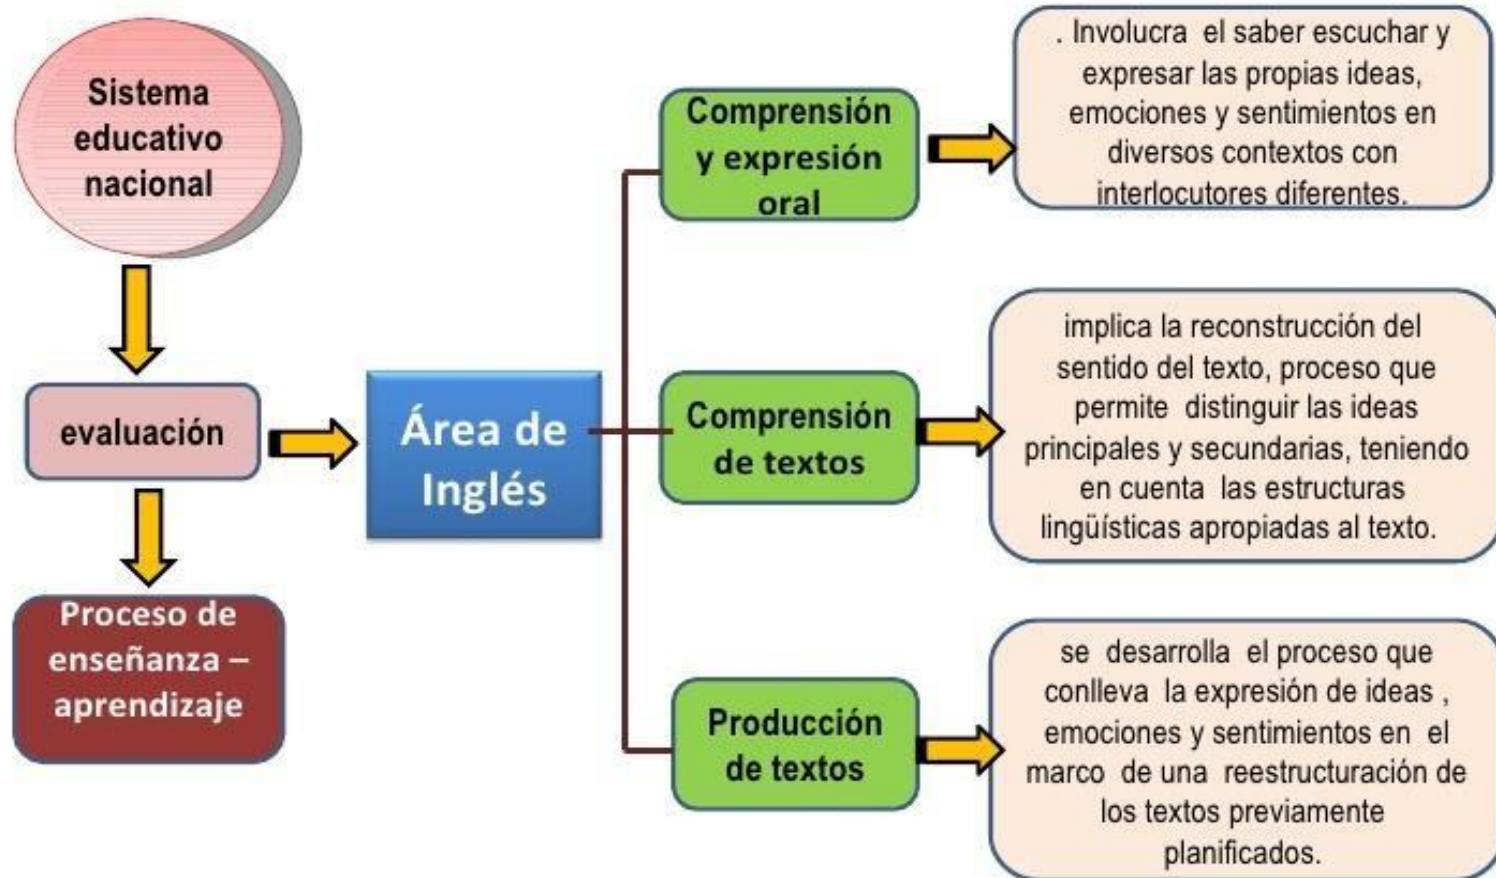 Sistema
educativo
nacional
evaluación
Proceso de
enseñanza –
aprendizaje
Área de
Inglés
Comprensión
y expresión
oral
. Involucra el saber escuchar y
expresar las propias ideas,
emociones y sentimientos en
diversos contextos con
interlocutores diferentes.
Comprensión
de textos
implica la reconstrucción del
sentido del texto, proceso que
permite distinguir las ideas
principales y secundarias, teniendo
en cuenta las estructuras
lingüísticas apropiadas al texto.
Producción
de textos
se desarrolla el proceso que
conlleva la expresión de ideas ,
emociones y sentimientos en el
marco de una reestructuración de
los textos previamente
planificados.